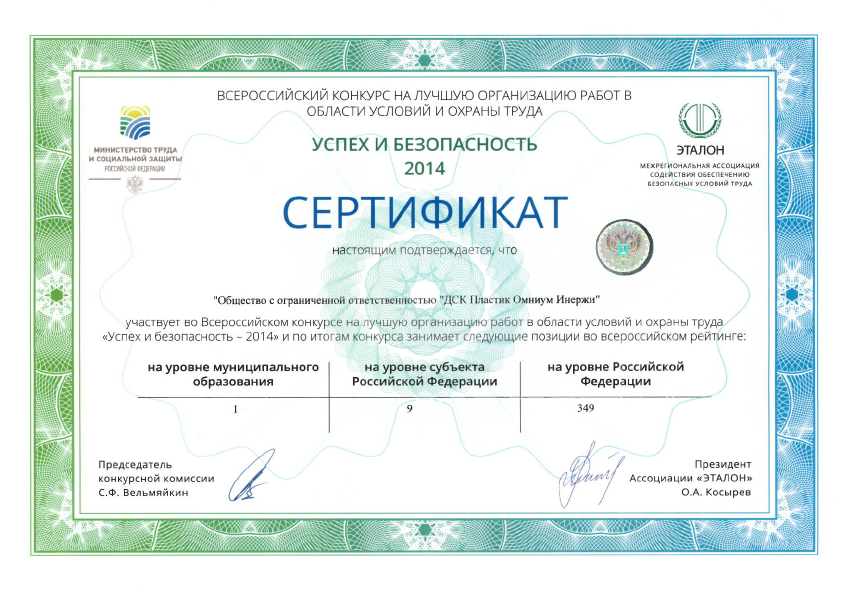 ВСЕРОССИЙСКИЙ КОНКУРС НА ЛУЧШУЮ ОРГАНИЗАЦИЮ РАБОТ В
ОБЛАСТИ УСЛОВИЙ И ОХРАНЫ ТРУДА
УСПЕХ И БЕЗОПАСНОСТЬ
2014
МИНИСТЕРСТВО ТРУДА
И СОЦИАЛЬНОЙ ЗАЩИТЫ
РОССИЙСКОЙ ФЕДЕРАЦИИ
ЭТАЛОН
МЕЖРЕГИОНАЛЬНАЯ АССОЦИАЦИЯ
СОДЕЙСТВИЯ ОБЕСПЕЧЕНИЮ
БЕЗОПАСНЫХ УСЛОВИЙ ТРУДА
СЕРТИФИКАТ
настоящим подтверждается, что
"Общество с ограниченной ответственностью "ДСК Пластик Омниум Инержи"
участвует во Всероссийском конкурсе на лучшую организацию работ в области условий и охраны труда
«Успех и безопасность – 2014» и по итогам конкурса занимает следующие позиции во всероссийском рейтинге:
на уровне муниципального
образования
на уровне субъекта
Российской Федерации
на уровне Российской
Федерации
1
9
349
Председатель
конкурсной комиссии
С.Ф. Вельмяйкин
Президент
Ассоциации «ЭТАЛОН»
О.А. Косырев